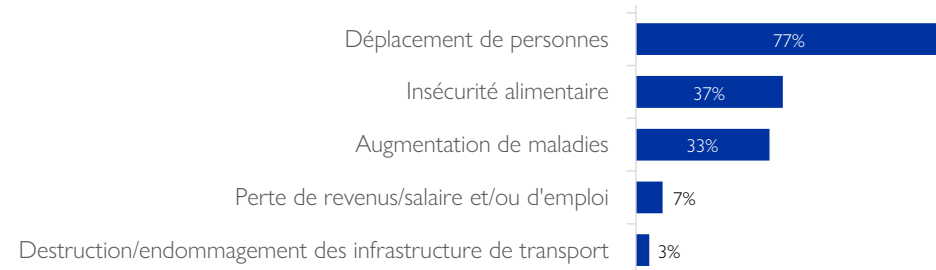 Déplacement de personnes 77%
Insécurité alimentaire 37%
Augmentation de maladies 33%
Perte de revenus/salaire et/ou d'emploi 7%
Destruction/endommagement des infrastructure de transport 3%